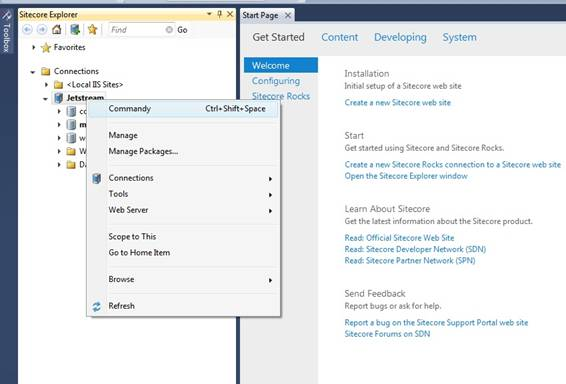 Toolbox
Sitecore Explorer
Find
Go
Favorites
Connections
<Local IIS Sites>
Jetstream
Commandy Ctrl+Shift+Space
Manage
Manage Packages...
Connections
Tools
Web Server
Scope to This
Go to Home Item
Browse
Refresh
Start Page
Get Started Content Developing System
Welcome
Configuring
Sitecore Rocks
Installation
Initial setup of a Sitecore web site
Create a new Sitecore web site
Start
Get started using Sitecore and Sitecore Rocks.
Create a new Sitecore Rocks connection to a Sitecore web site
Open the Sitecore Explorer window
Learn About Sitecore
Get the latest information about the Sitecore product.
Read: Official Sitecore Web Site
Read: Sitecore Developer Network (SDN)
Read: Sitecore Partner Network (SPN)
Send Feedback
Report bugs or ask for help.
Report a bug on the Sitecore Support Portal web site
Sitecore Forums on SDN